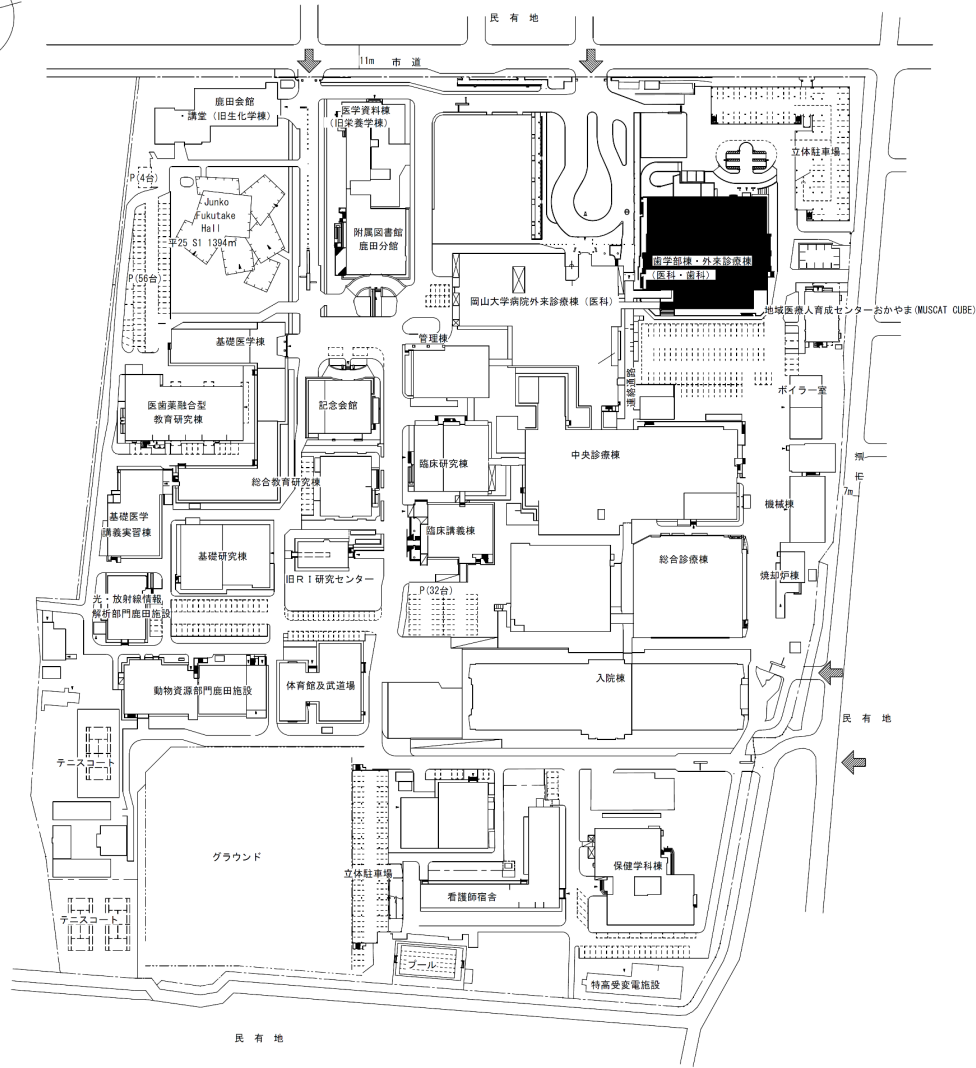 民 有 地
11m 市 道
鹿田会館
・講堂（旧生化学棟）
医学資料棟
（旧栄養学棟）
立体駐車場
P(4台)
Junko
Fukutake
Hall
平25 S1 1394㎡
附属図書館
鹿田分館
歯学部棟・外来診療棟
（医科・歯科）
P(56台)
岡山大学病院外来診療棟（医科）
地域医療人育成センターおかやま(MUSCAT CUBE)
基礎医学棟
管理棟
連絡通路
ボイラー室
医歯薬融合型
教育研究棟
記念会館
中央診療棟
臨床研究棟
総合教育研究棟
市 道
7m
機械棟
基礎医学
講義実習棟
臨床講義棟
基礎研究棟
旧ＲＩ研究センター
総合診療棟
焼却炉棟
P(32台)
光・放射線情報
解析部門鹿田施設
動物資源部門鹿田施設
体育館及武道場
入院棟
民 有 地
テニスコート
グラウンド
立体駐車場
保健学科棟
看護師宿舎
テニスコート
プール
特高受変電施設
民 有 地